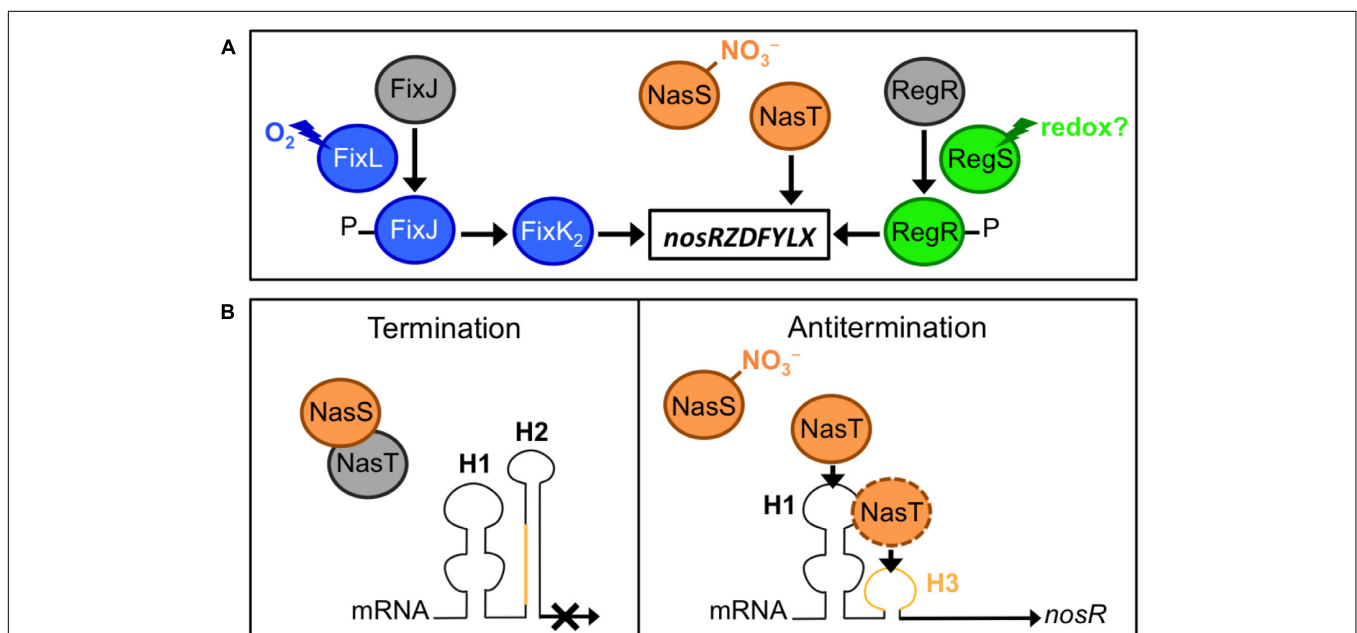 A
NO₃⁻
FixJ
NasS
RegR
NasT
O₂
redox?
FixL
RegS
P
FixJ
FixK₂
nosRZDFYLX
RegR
P
B
Termination
Antitermination
NO₃⁻
NasS
NasS
NasT
H2
NasT
H1
H1
NasT
H3
mRNA
mRNA
nosR